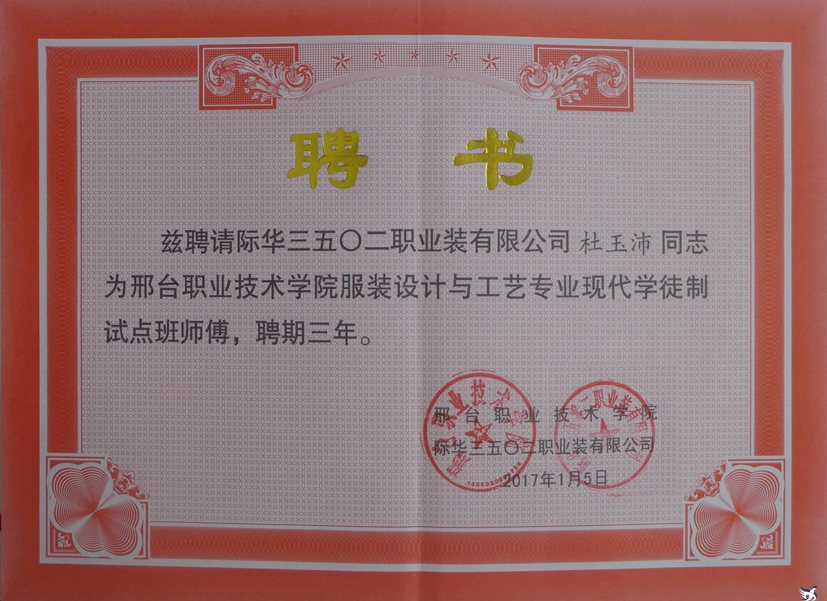 聘 书
兹聘请际华三五〇二职业装有限公司 杜玉沛 同志
为邢台职业技术学院服装设计与工艺专业现代学徒制
试点班师傅，聘期三年。
邢台职业技术学院
际华三五〇二职业装有限公司
2017年1月5日